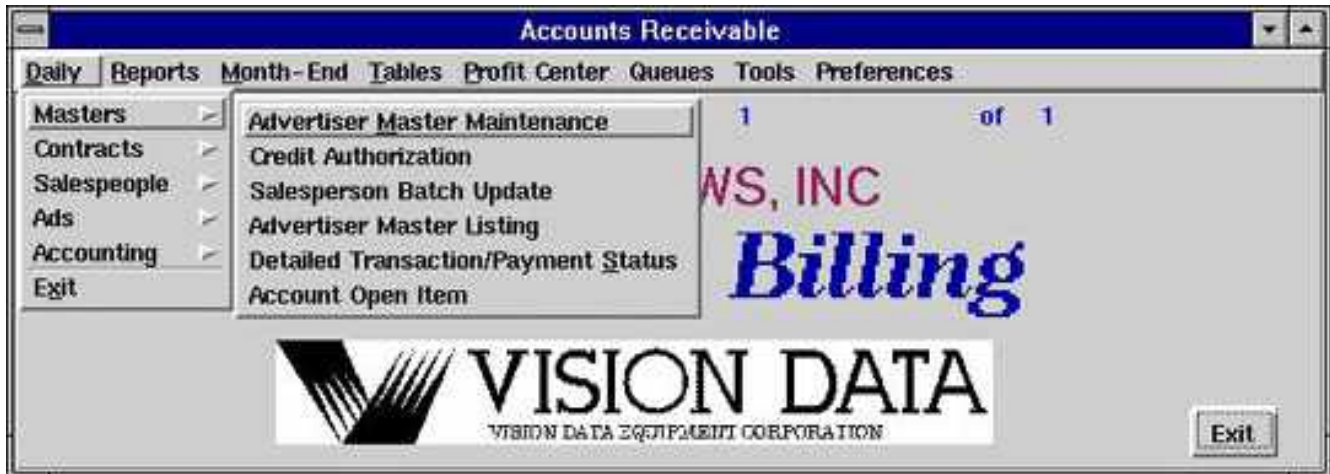 Accounts Receivable
Daily Reports Month-End Tables Profit Center Queues Tools Preferences
Masters
Contracts
Salespeople
Ads
Accounting
Exit
Advertiser Master Maintenance
Credit Authorization
Salesperson Batch Update
Advertiser Master Listing
Detailed Transaction/Payment Status
Account Open Item
1 of 1
WS, INC
Billing
VISION DATA
VISION DATA EQUIPMENT CORPORATION
Exit